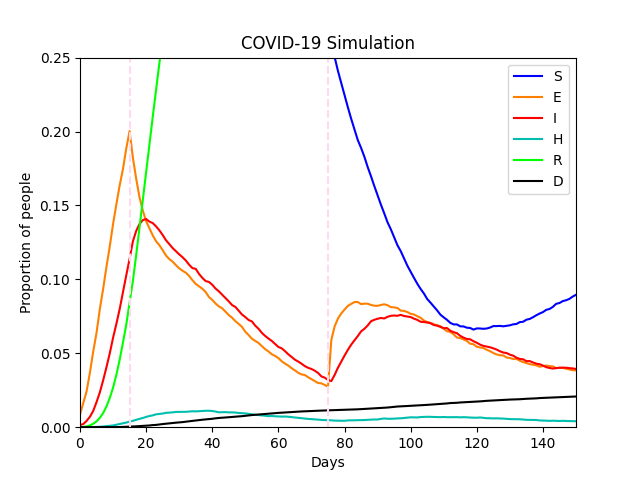 COVID-19 Simulation
0.25
0.20
0.15
0.10
0.05
0.00
Proportion of people
S
E
I
H
R
D
0 20 40 60 80 100 120 140
Days